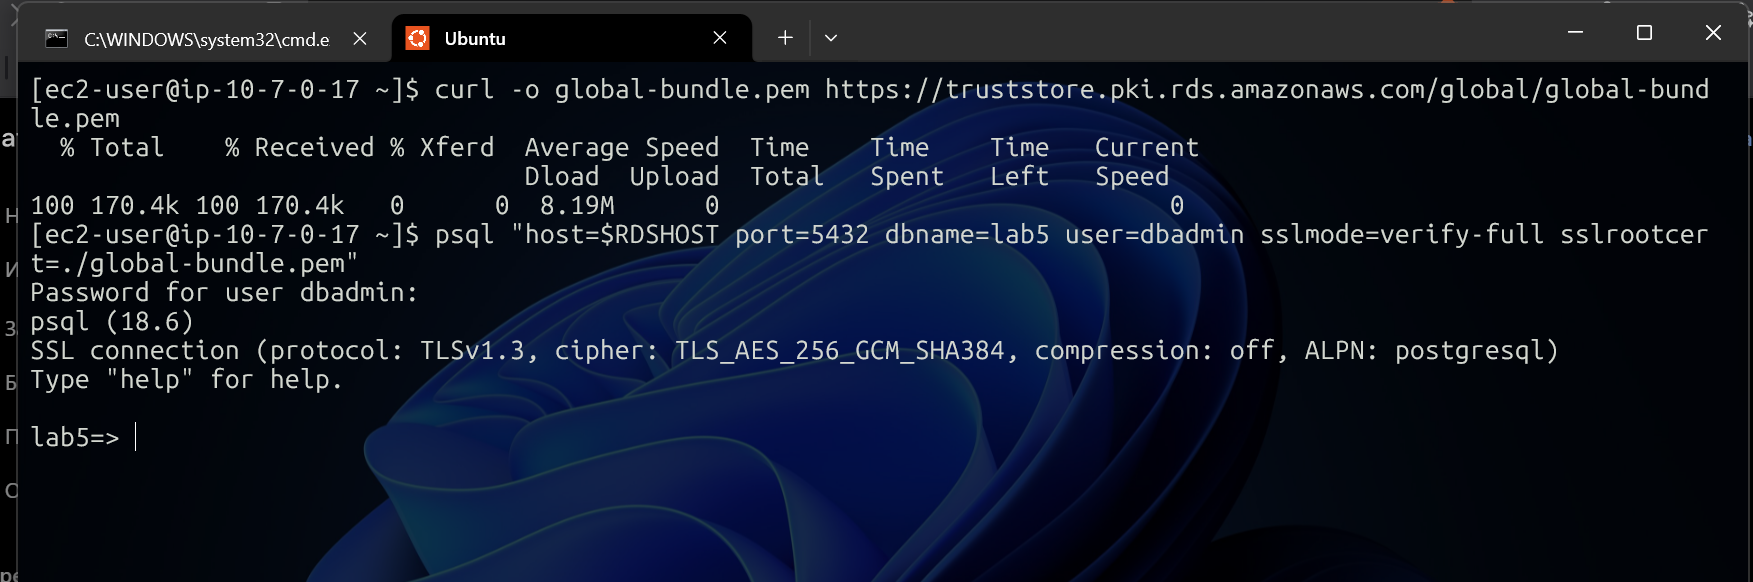 C:\WINDOWS\system32\cmd.e
Ubuntu
[ec2-user@ip-10-7-0-17 ~]$ curl -o global-bundle.pem https://truststore.pki.rds.amazonaws.com/global/global-bund
le.pem
  % Total    % Received % Xferd  Average Speed  Time    Time    Time   Current
                                 Dload  Upload  Total   Spent   Left   Speed
100 170.4k 100 170.4k   0      0  8.19M      0                              0
[ec2-user@ip-10-7-0-17 ~]$ psql "host=$RDSHOST port=5432 dbname=lab5 user=dbadmin sslmode=verify-full sslrootcer
t=./global-bundle.pem"
Password for user dbadmin:
psql (18.6)
SSL connection (protocol: TLSv1.3, cipher: TLS_AES_256_GCM_SHA384, compression: off, ALPN: postgresql)
Type "help" for help.
lab5=>